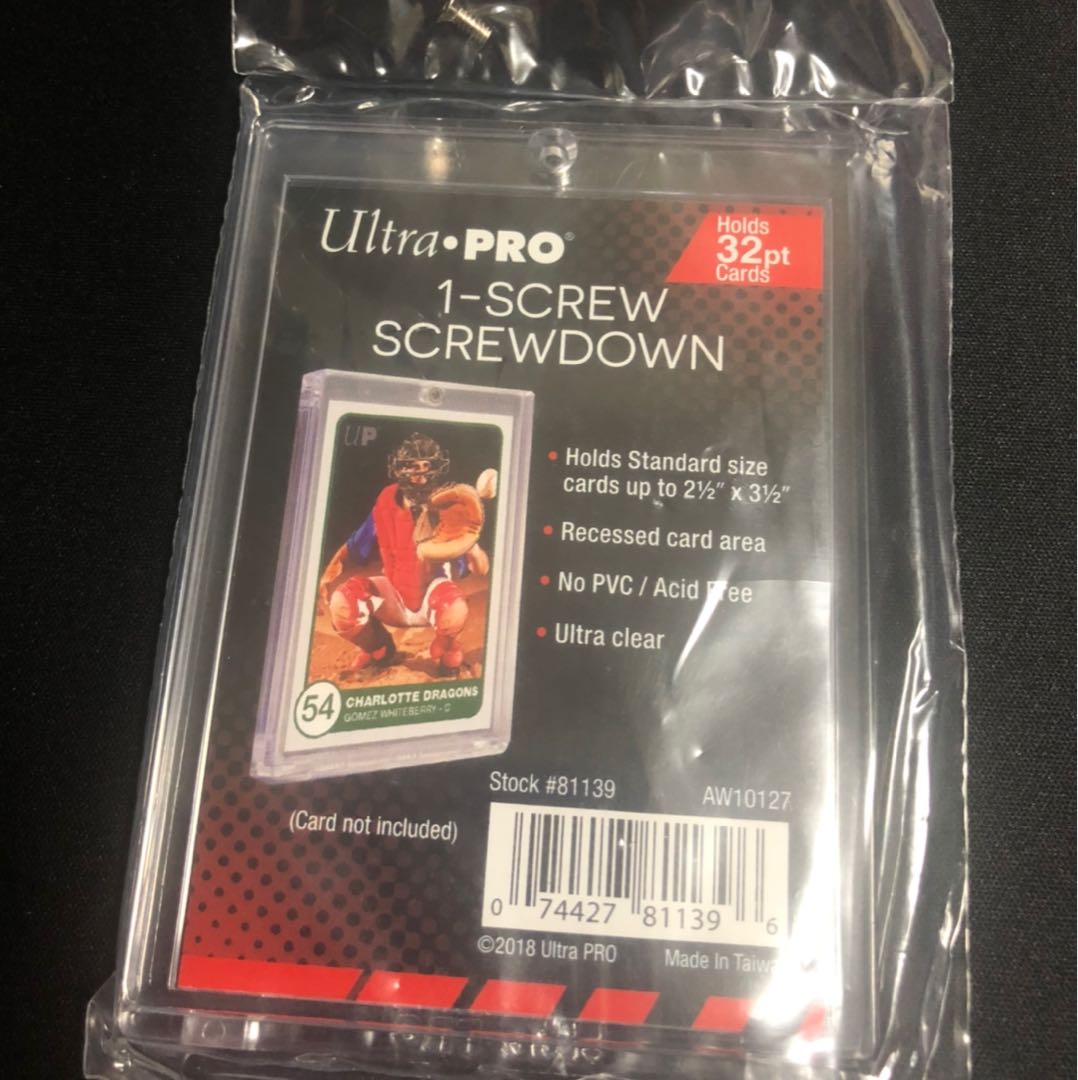 Ultra•PRO®
Holds
32pt
Cards
1-SCREW
SCREWDOWN
UP
• Holds Standard size
cards up to 2½" x 3½"
• Recessed card area
• No PVC / Acid Free
• Ultra clear
54 CHARLOTTE DRAGONS
GOMEZ WHITEBERRY - C
Stock #81139 AW10127
(Card not included)
0 74427 81139 6
©2018 Ultra PRO Made In Taiwan